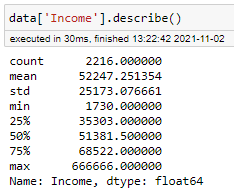 data['Income'].describe()
executed in 30ms, finished 13:22:42 2021-11-02
count 2216.000000
mean 52247.251354
std 25173.076661
min 1730.000000
25% 35303.000000
50% 51381.500000
75% 68522.000000
max 666666.000000
Name: Income, dtype: float64